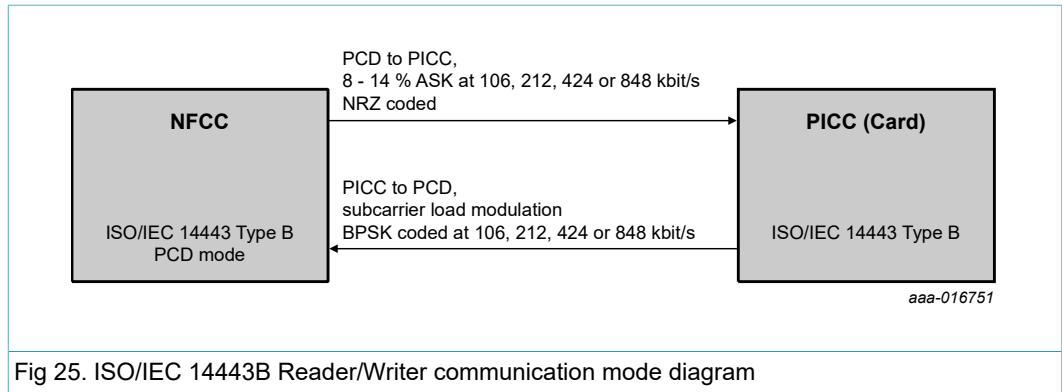 PCD to PICC,
8 - 14 % ASK at 106, 212, 424 or 848 kbit/s
NRZ coded
NFCC
PICC (Card)
PICC to PCD,
subcarrier load modulation
BPSK coded at 106, 212, 424 or 848 kbit/s
ISO/IEC 14443 Type B
PCD mode
ISO/IEC 14443 Type B
aaa-016751
Fig 25. ISO/IEC 14443B Reader/Writer communication mode diagram